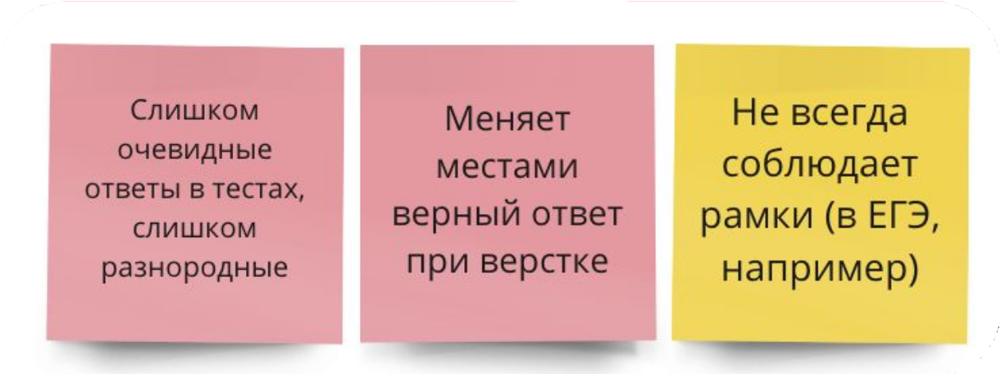 Слишком
очевидные
ответы в тестах,
слишком
разнородные
Меняет
местами
верный ответ
при верстке
Не всегда
соблюдает
рамки (в ЕГЭ,
например)